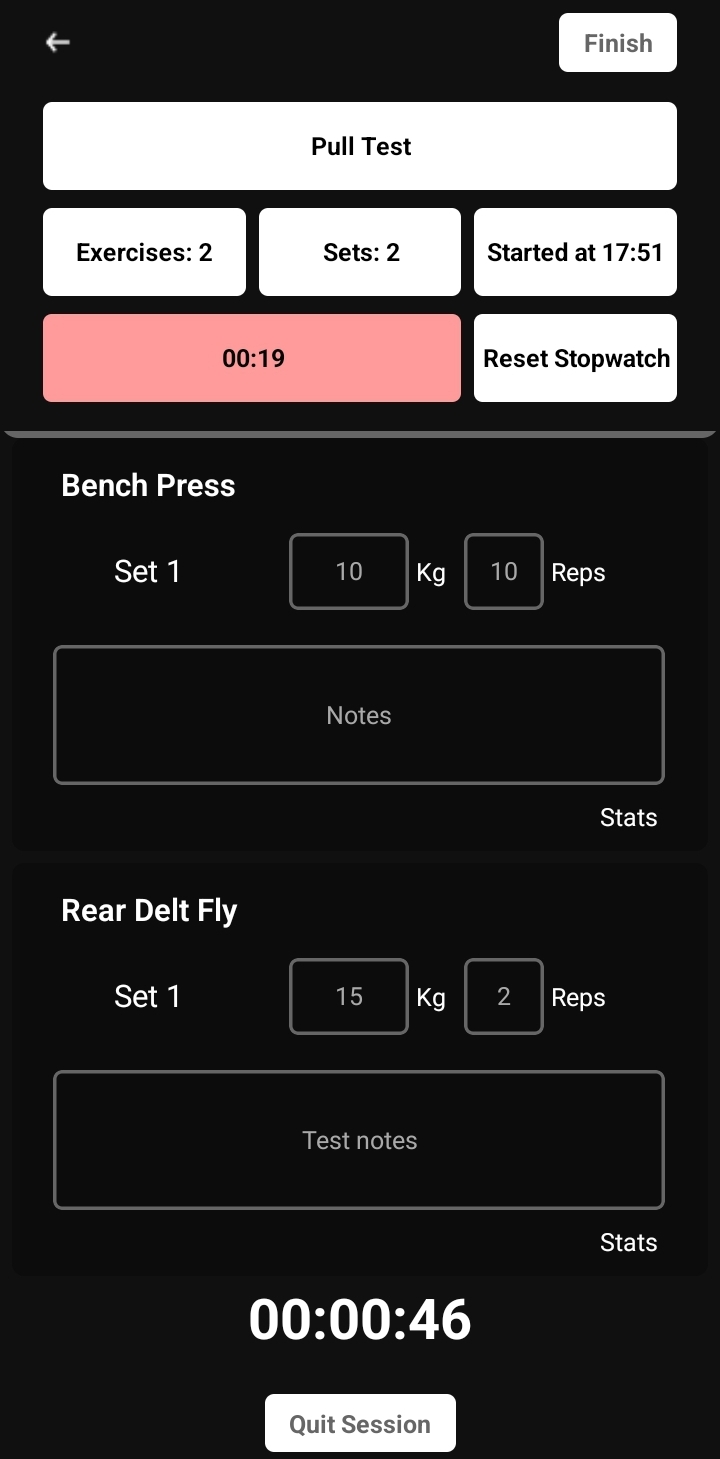 Finish
Pull Test
Exercises: 2 Sets: 2 Started at 17:51
00:19 Reset Stopwatch
Bench Press
Set 1 10 Kg 10 Reps
Notes
Stats
Rear Delt Fly
Set 1 15 Kg 2 Reps
Test notes
Stats
00:00:46
Quit Session